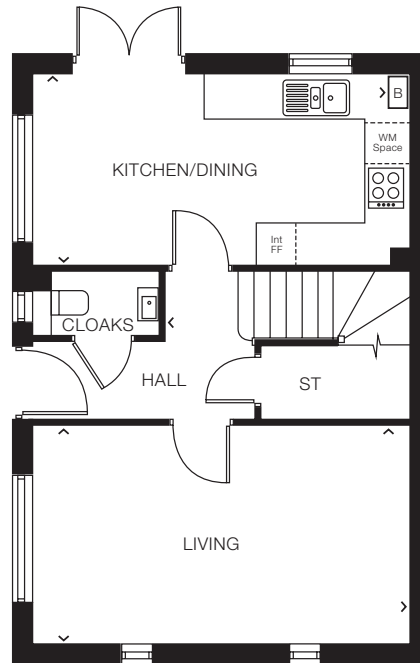 B
WM
Space
KITCHEN/DINING
Int
FF
CLOAKS
HALL
ST
LIVING